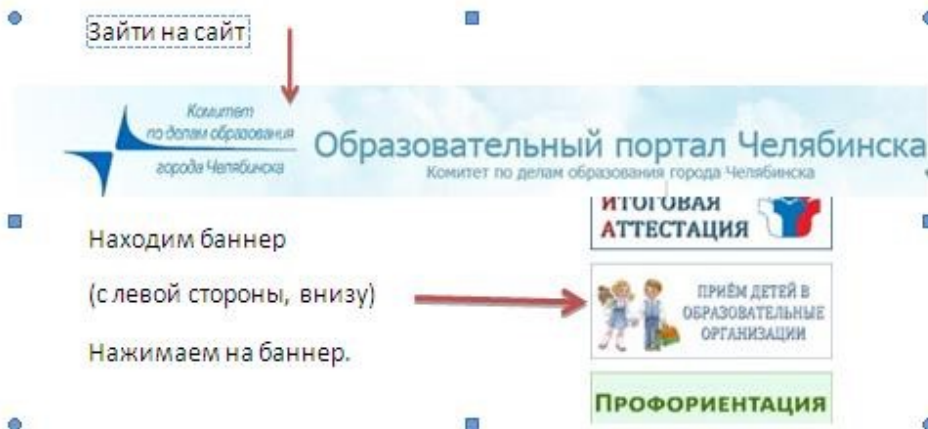 Зайти на сайт
Комитет
по делам образования
города Челябинска
Образовательный портал Челябинска
Комитет по делам образования города Челябинска
ИТОГОВАЯ
АТТЕСТАЦИЯ
Находим баннер
(с левой стороны, внизу)
Нажимаем на баннер.
ПРИЁМ ДЕТЕЙ В
ОБРАЗОВАТЕЛЬНЫЕ
ОРГАНИЗАЦИИ
ПРОФОРИЕНТАЦИЯ